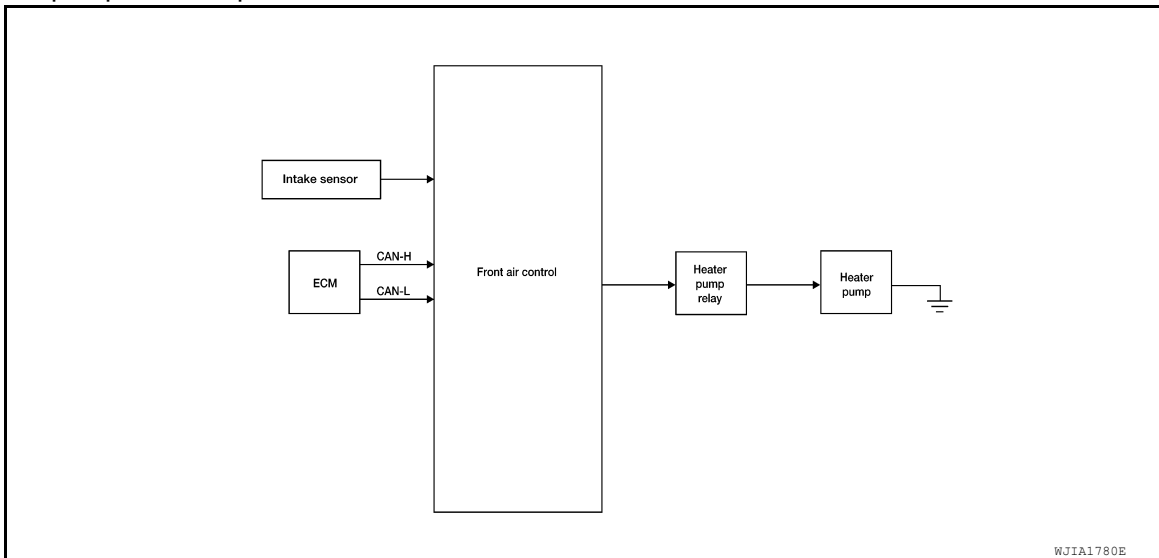 Intake sensor
ECM
CAN-H
CAN-L
Front air control
Heater
pump
relay
Heater
pump
WJIA1780E